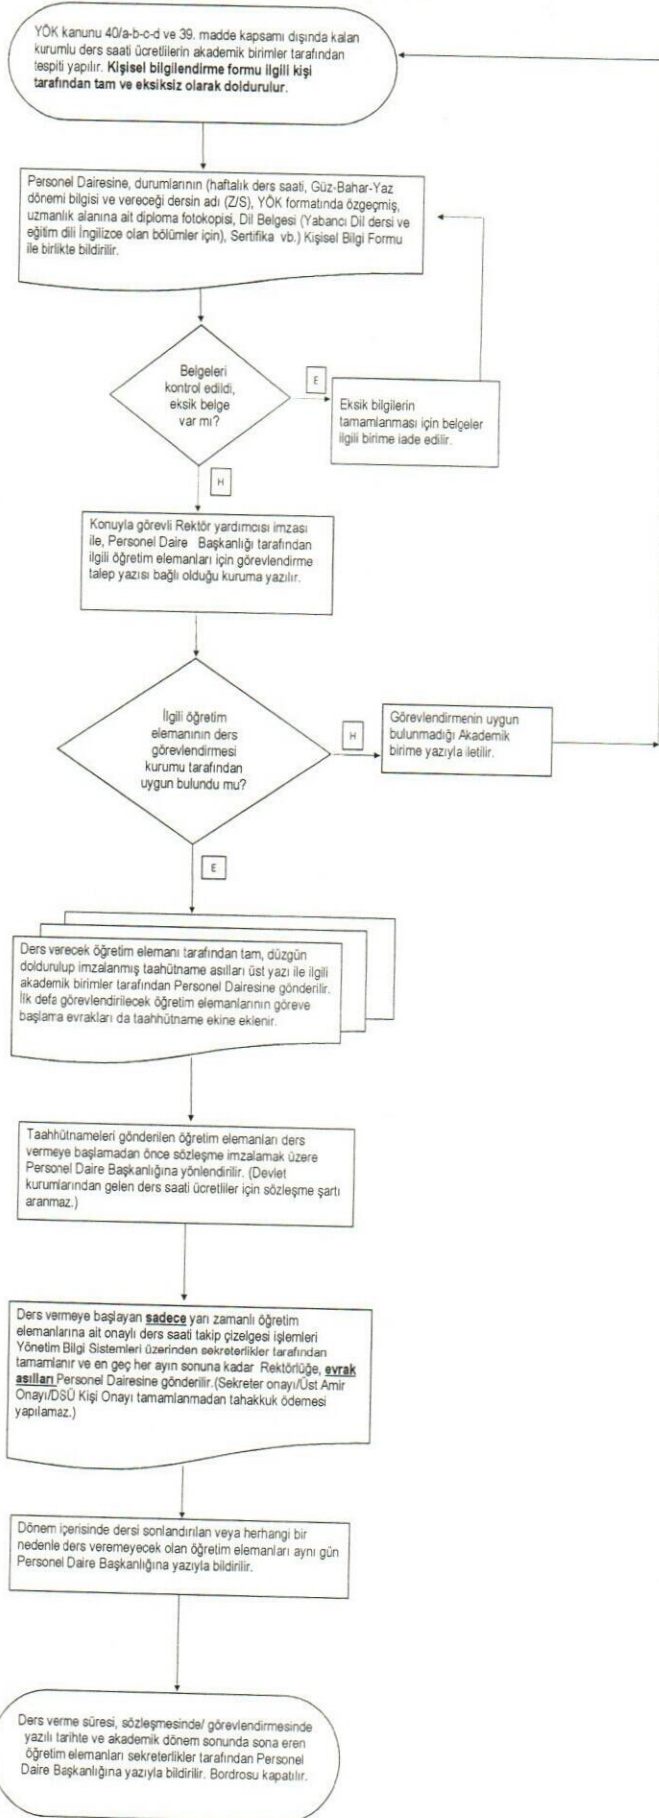 YÖK kanunu 40/a-b-c-d ve 39. madde kapsamı dışında kalan
kurumlu ders saati ücretlilerin akademik birimler tarafından
tespiti yapılır. Kişisel bilgilendirme formu ilgili kişi
tarafından tam ve eksiksiz olarak doldurulur.
Personel Dairesine, durumlarının (haftalık ders saati, Güz-Bahar-Yaz
dönemi bilgisi ve vereceği dersin adı (Z/S), YÖK formatında özgeçmiş,
uzmanlık alanına ait diploma fotokopisi, Dil Belgesi (Yabancı Dil dersi ve
eğitim dili İngilizce olan bölümler için), Sertifika vb.) Kişisel Bilgi Formu
ile birlikte bildirilir.
Belgeleri
kontrol edildi,
eksik belge
var mı?
E
Eksik bilgilerin
tamamlanması için belgeler
ilgili birime iade edilir.
H
Konuyla görevli Rektör yardımcısı imzası
ile, Personel Daire Başkanlığı tarafından
ilgili öğretim elemanları için görevlendirme
talep yazısı bağlı olduğu kuruma yazılır.
İlgili öğretim
elemanının ders
görevlendirmesi
kurumu tarafından
uygun bulundu mu?
H
Görevlendirmenin uygun
bulunmadığı Akademik
birime yazıyla iletilir.
E
Ders verecek öğretim elemanı tarafından tam, düzgün
doldurulup imzalanmış taahütname asılları üst yazı ile ilgili
akademik birimler tarafından Personel Dairesine gönderilir.
İlk defa görevlendirilecek öğretim elemanlarının göreve
başlama evrakları da taahhütname ekine eklenir.
Taahhütnameleri gönderilen öğretim elemanları ders
vermeye başlamadan önce sözleşme imzalamak üzere
Personel Daire Başkanlığına yönlendirilir. (Devlet
kurumlarından gelen ders saati ücretliler için sözleşme şartı
aranmaz.)
Ders vermeye başlayan sadece yarı zamanlı öğretim
elemanlarına ait onaylı ders saati takip çizelgesi işlemleri
Yönetim Bilgi Sistemleri üzerinden sekreterlikler tarafından
tamamlanır ve en geç her ayın sonuna kadar Rektörlüğe, evrak
asılları Personel Dairesine gönderilir.(Sekreter onayı/Üst Amir
Onayı/DSÜ Kişi Onayı tamamlanmadan tahakkuk ödemesi
yapılamaz.)
Dönem içerisinde dersi sonlandırılan veya herhangi bir
nedenle ders veremeyecek olan öğretim elemanları aynı gün
Personel Daire Başkanlığına yazıyla bildirilir.
Ders verme süresi, sözleşmesinde/ görevlendirmesinde
yazılı tarihte ve akademik dönem sonunda sona eren
öğretim elemanları sekreterlikler tarafından Personel
Daire Başkanlığına yazıyla bildirilir. Bordrosu kapatılır.